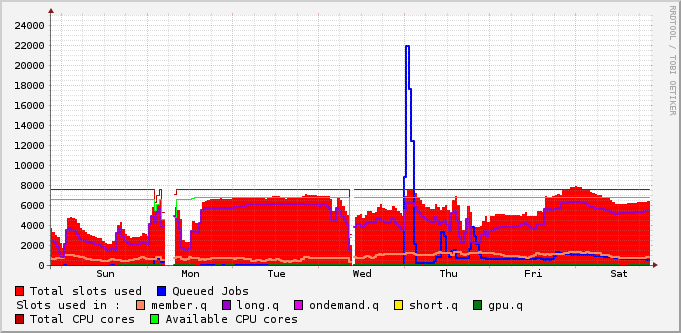 24000
22000
20000
18000
16000
14000
12000
10000
8000
6000
4000
2000
0
Sun Mon Tue Wed Thu Fri Sat
Total slots used Queued Jobs
Slots used in : member.q long.q ondemand.q short.q gpu.q
Total CPU cores Available CPU cores
RRDTOOL / TOBI OETIKER